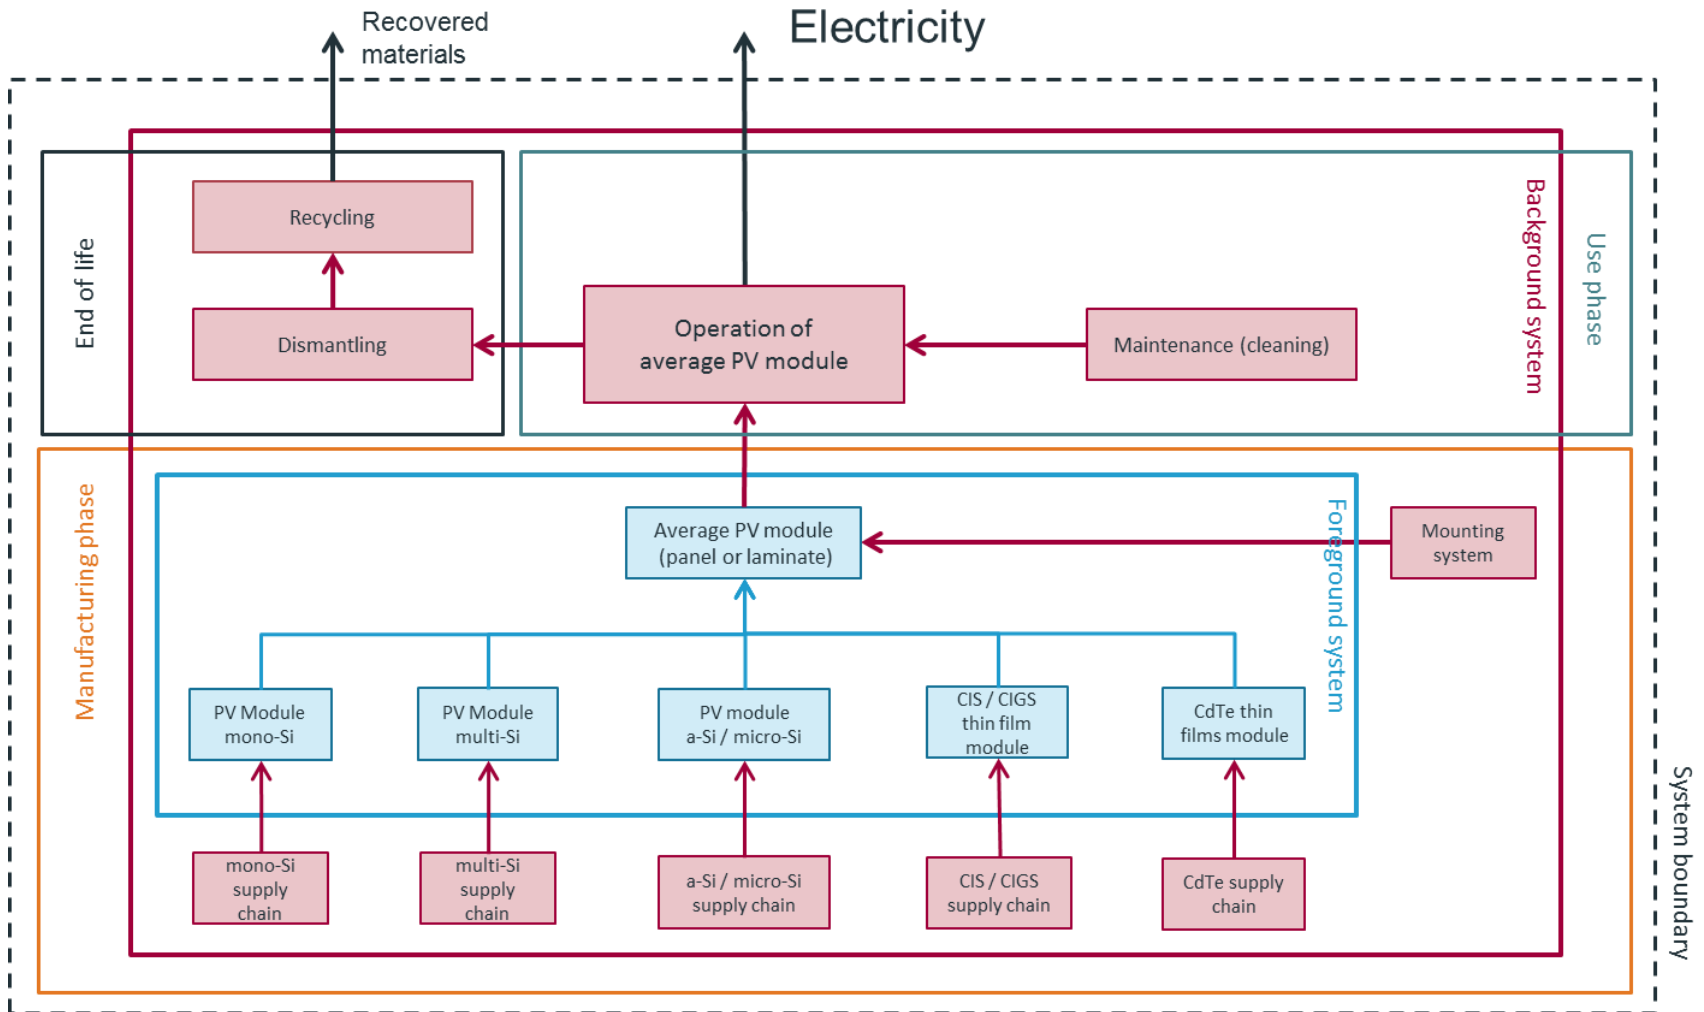 Recovered
materials
Electricity
End of life
Recycling
Dismantling
Operation of
average PV module
Maintenance (cleaning)
Background system
Use phase
Manufacturing phase
Average PV module
(panel or laminate)
Foreground system
Mounting
system
PV Module
mono-Si
PV Module
multi-Si
PV module
a-Si / micro-Si
CIS / CIGS
thin film
module
CdTe thin
films module
mono-Si
supply
chain
multi-Si
supply
chain
a-Si / micro-Si
supply chain
CIS / CIGS
supply chain
CdTe supply
chain
System boundary